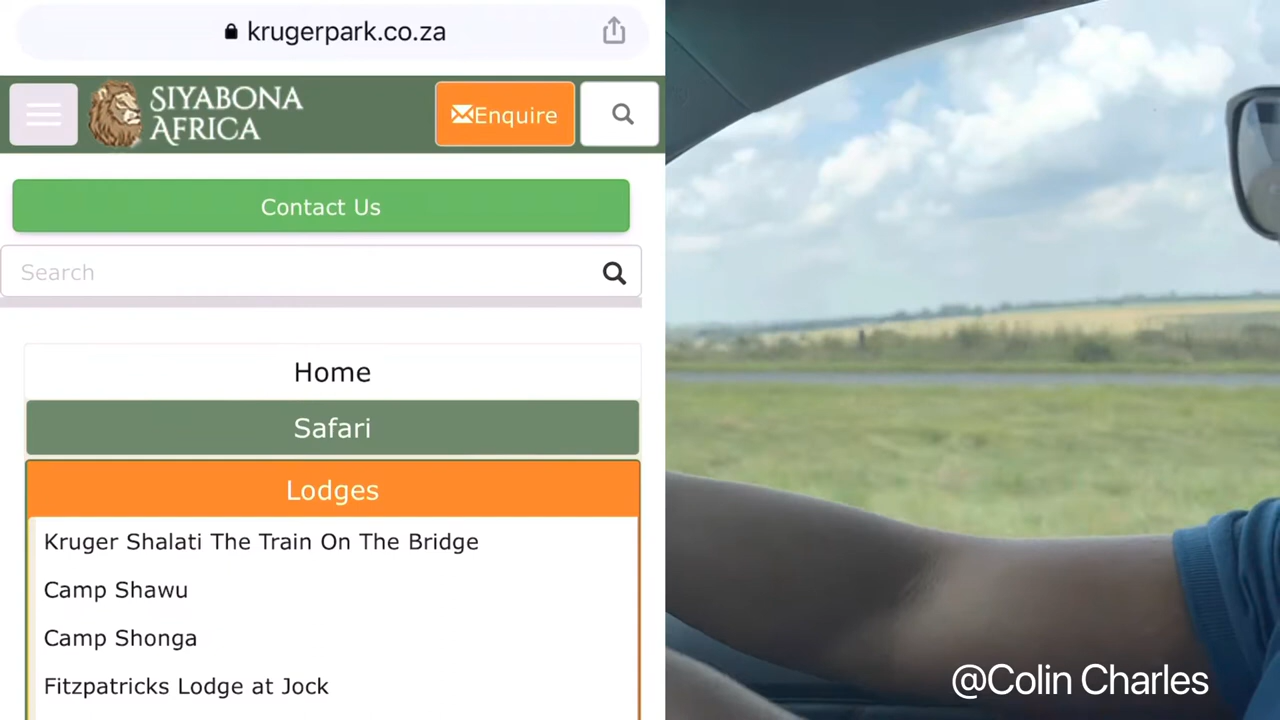 krugerpark.co.za
SIYABONA
AFRICA
Enquire
Contact Us
Search
Home
Safari
Lodges
Kruger Shalati The Train On The Bridge
Camp Shawu
Camp Shonga
Fitzpatricks Lodge at Jock
@Colin Charles